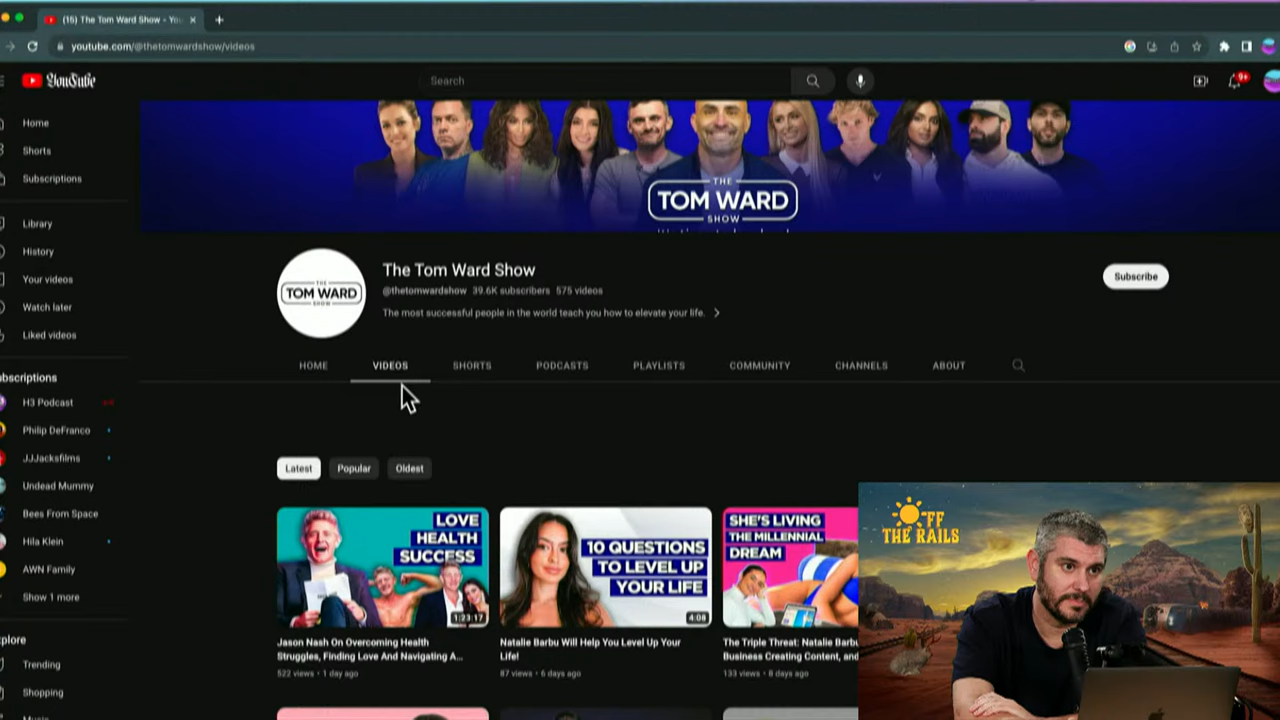 (15) The Tom Ward Show - You
youtube.com/@thetomwardshow/videos
YouTube
Search
9+
Home
Shorts
Subscriptions
Library
History
Your videos
Watch later
Liked videos
ubscriptions
H3 Podcast
Philip DeFranco
JJJacksfilms
Undead Mummy
Bees From Space
Hila Klein
AWN Family
Show 1 more
xplore
Trending
Shopping
THE
TOM WARD
SHOW
THE
TOM WARD
SHOW
The Tom Ward Show
@thetomwardshow 39.6K subscribers 575 videos
The most successful people in the world teach you how to elevate your life.
Subscribe
HOME
VIDEOS
SHORTS
PODCASTS
PLAYLISTS
COMMUNITY
CHANNELS
ABOUT
Latest
Popular
Oldest
LOVE
HEALTH
SUCCESS
1:23:17
Jason Nash On Overcoming Health
Struggles, Finding Love And Navigating A...
522 views • 1 day ago
10 QUESTIONS
TO LEVEL UP
YOUR LIFE
4:08
Natalie Barbu Will Help You Level Up Your
Life!
87 views • 6 days ago
SHE'S LIVING
THE MILLENNIAL
DREAM
The Triple Threat: Natalie Barbu
Business Creating Content, and
133 views • 8 days ago
OFF
THE RAILS